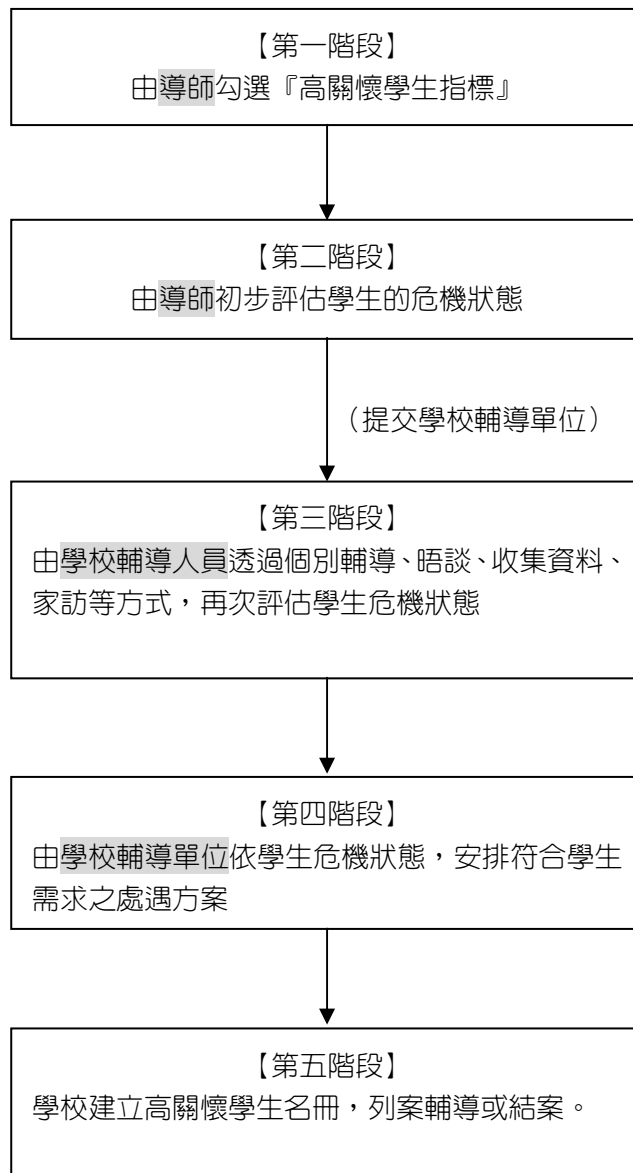 【第一階段】
由導師勾選『高關懷學生指標』
【第二階段】
由導師初步評估學生的危機狀態
（提交學校輔導單位）
【第三階段】
由學校輔導人員透過個別輔導、晤談、收集資料、
家訪等方式，再次評估學生危機狀態
【第四階段】
由學校輔導單位依學生危機狀態，安排符合學生
需求之處遇方案
【第五階段】
學校建立高關懷學生名冊，列案輔導或結案。